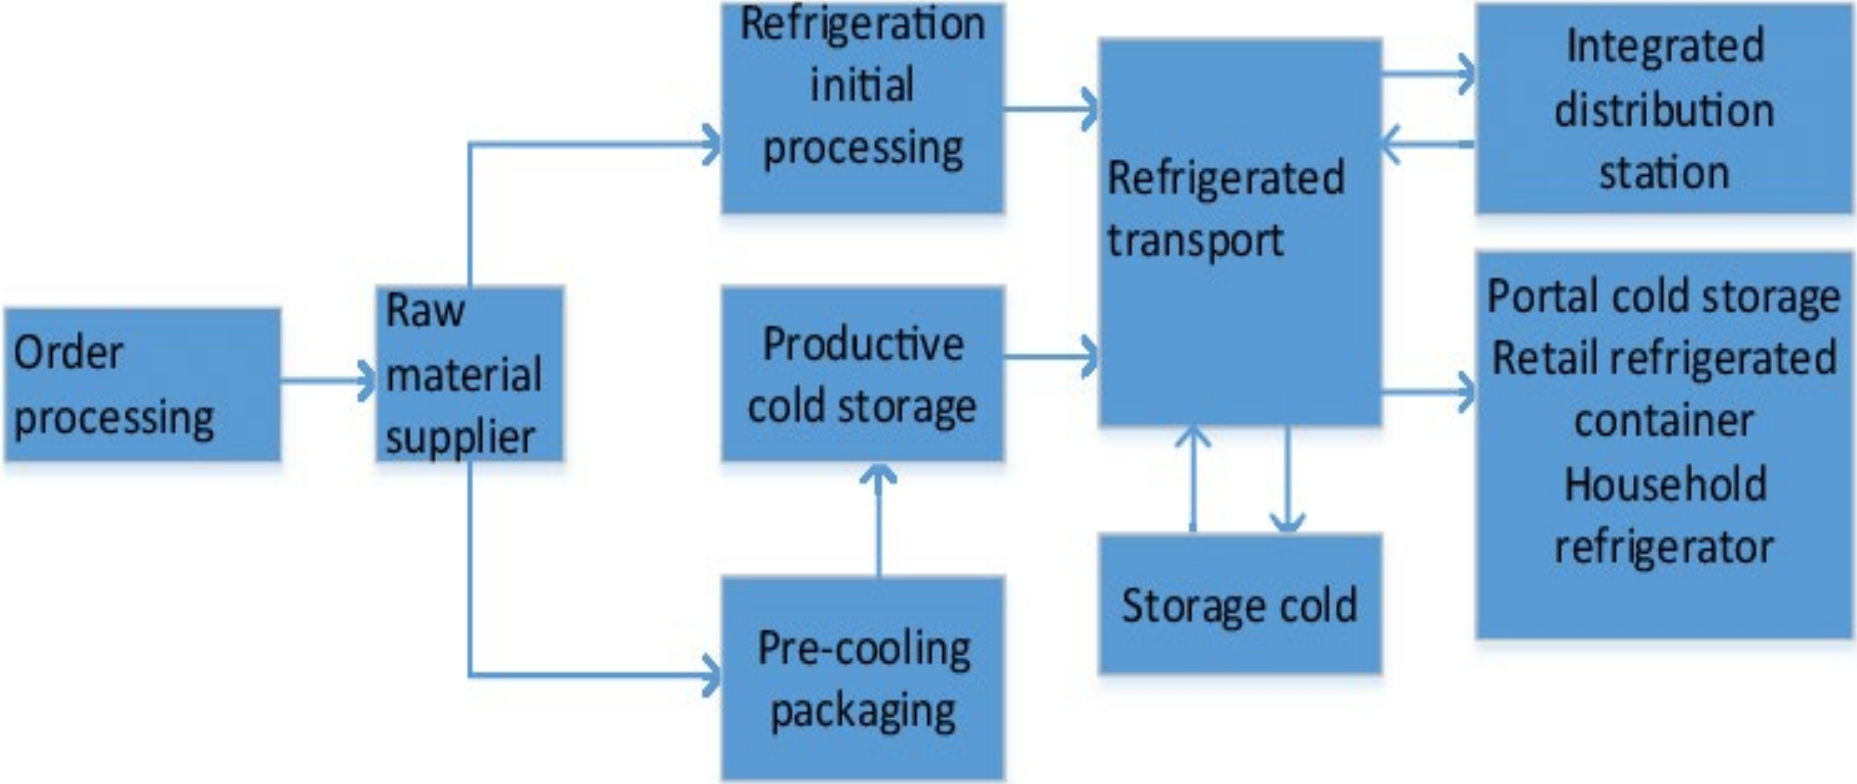 Order
processing
Raw
material
supplier
Refrigeration
initial
processing
Productive
cold storage
Pre-cooling
packaging
Refrigerated
transport
Storage cold
Integrated
distribution
station
Portal cold storage
Retail refrigerated
container
Household
refrigerator